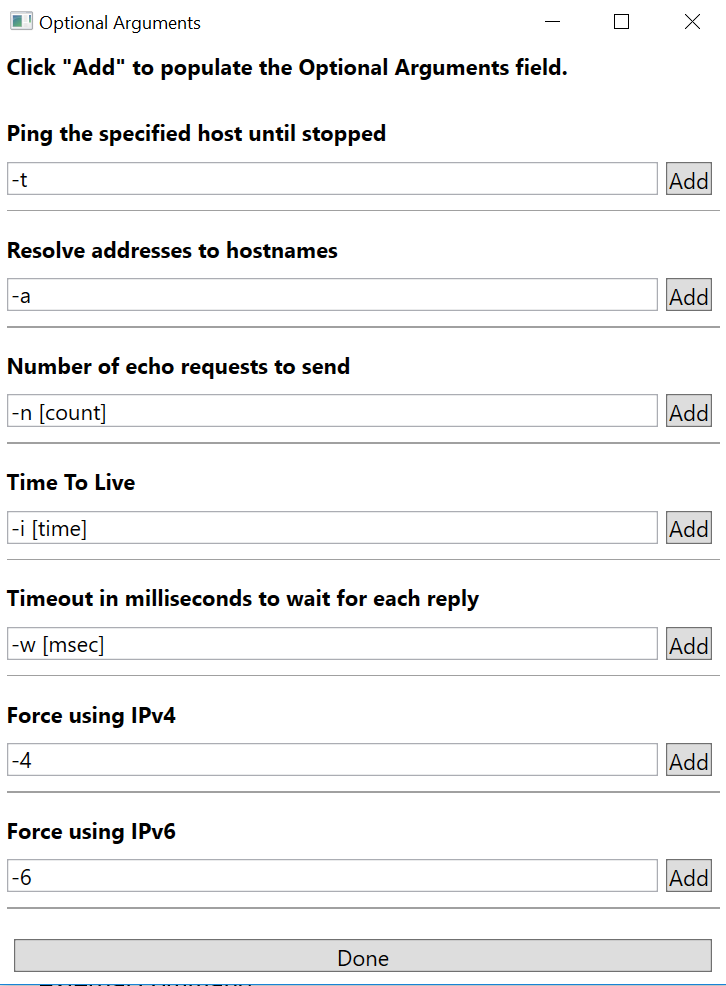 Optional Arguments
Click "Add" to populate the Optional Arguments field.
Ping the specified host until stopped
-t Add
Resolve addresses to hostnames
-a Add
Number of echo requests to send
-n [count] Add
Time To Live
-i [time] Add
Timeout in milliseconds to wait for each reply
-w [msec] Add
Force using IPv4
-4 Add
Force using IPv6
-6 Add
Done